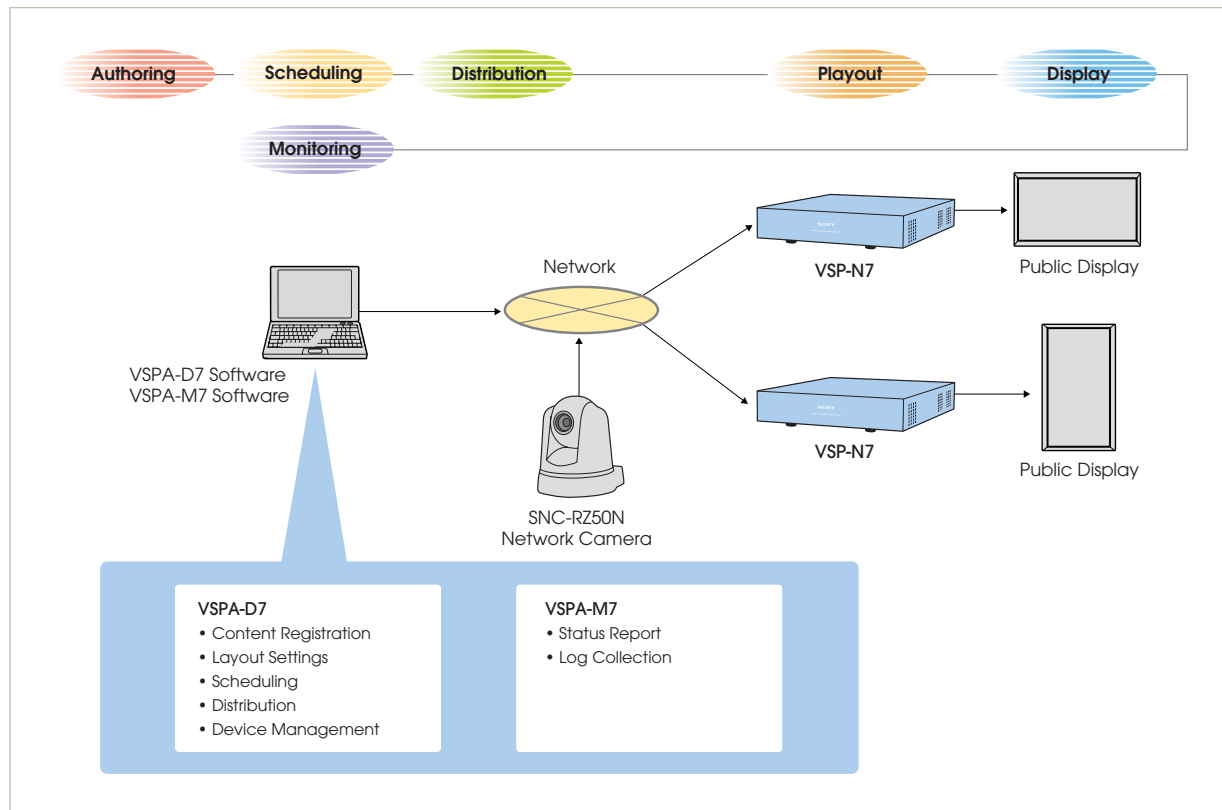 Authoring
Scheduling
Distribution
Playout
Display
Monitoring
Network
SONY
VSP-N7
Public Display
VSPA-D7 Software
VSPA-M7 Software
SONY
VSP-N7
Public Display
SNC-RZ50N
Network Camera
VSPA-D7
• Content Registration
• Layout Settings
• Scheduling
• Distribution
• Device Management
VSPA-M7
• Status Report
• Log Collection